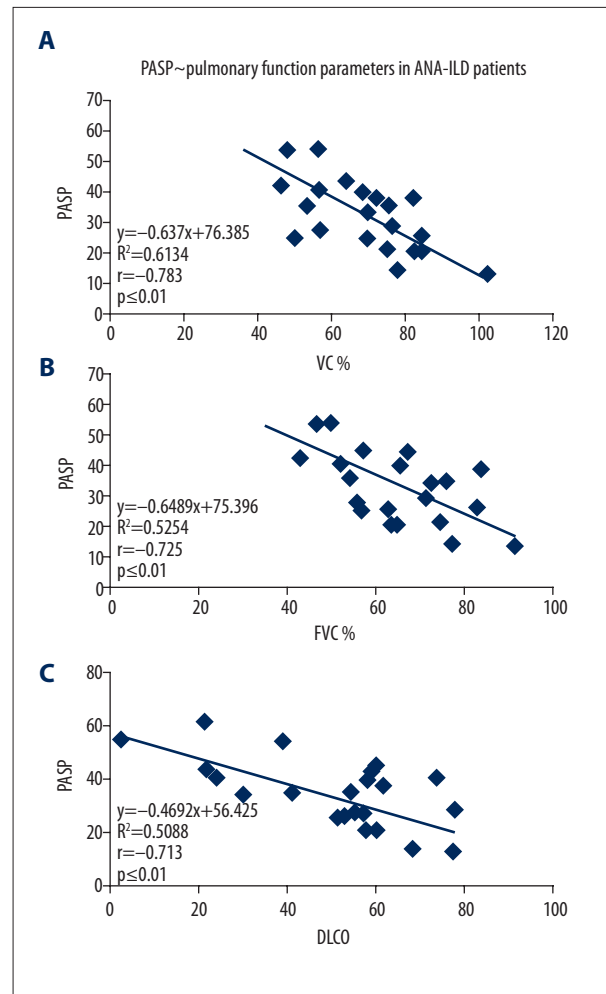 A
PASP~pulmonary function parameters in ANA-ILD patients
70
60
50
40
30
20
10
0
PASP
y=−0.637x+76.385
R²=0.6134
r=−0.783
p≤0.01
0 20 40 60 80 100 120
VC %
B
70
60
50
40
30
20
10
0
PASP
y=−0.6489x+75.396
R²=0.5254
r=−0.725
p≤0.01
0 20 40 60 80 100
FVC %
C
80
60
40
20
0
PASP
y=−0.4692x+56.425
R²=0.5088
r=−0.713
p≤0.01
0 20 40 60 80 100
DLCO